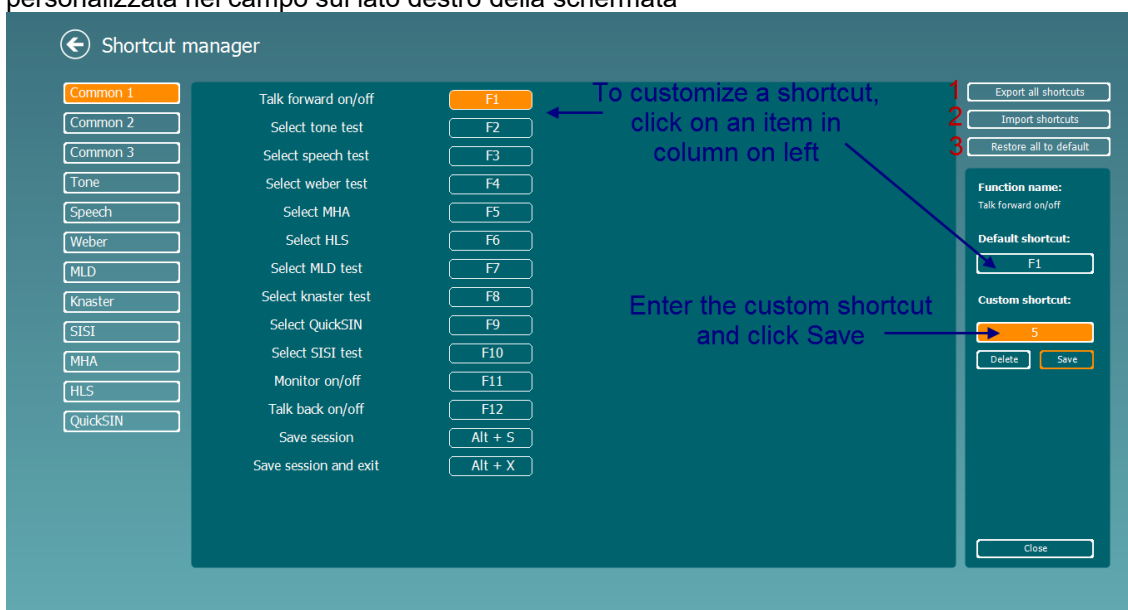 personalizzata nel campo sul lato destro della schermata
Shortcut manager
Common 1
Common 2
Common 3
Tone
Speech
Weber
MLD
Knaster
SISI
MHA
HLS
QuickSIN
Talk forward on/off F1
Select tone test F2
Select speech test F3
Select weber test F4
Select MHA F5
Select HLS F6
Select MLD test F7
Select knaster test F8
Select QuickSIN F9
Select SISI test F10
Monitor on/off F11
Talk back on/off F12
Save session Alt + S
Save session and exit Alt + X
To customize a shortcut,
click on an item in
column on left
Enter the custom shortcut
and click Save
1 Export all shortcuts
2 Import shortcuts
3 Restore all to default
Function name:
Talk forward on/off
Default shortcut:
F1
Custom shortcut:
5
Delete Save
Close